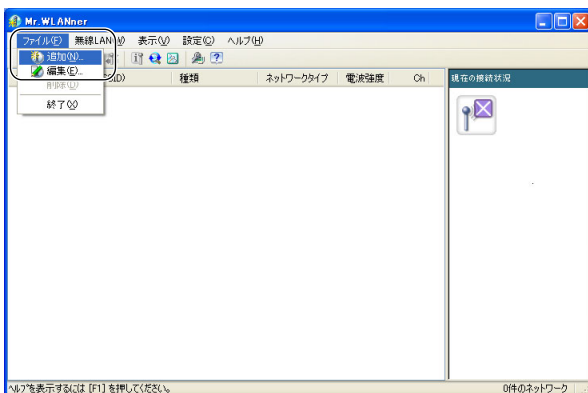 Mr.WLANner
ファイル(F) 無線LAN(W) 表示(V) 設定(C) ヘルプ(H)
追加(N)...
編集(E)...
削除(D)
終了(X)
SID) 種類 ネットワークタイプ 電波強度 Ch
現在の接続状況
ヘルプを表示するには [F1] を押してください。
0件のネットワーク